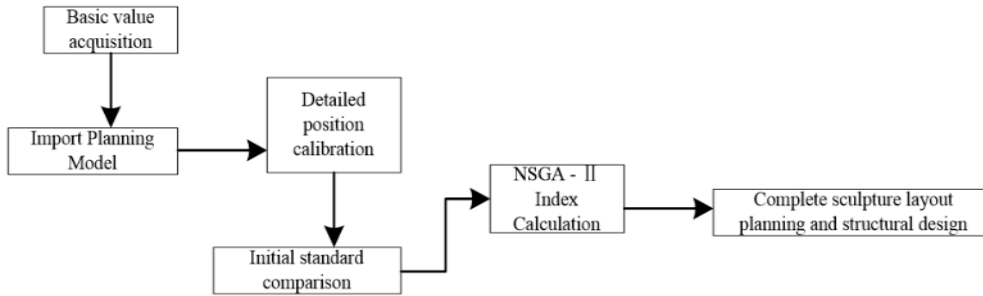 Basic value
acquisition
Import Planning
Model
Detailed
position
calibration
Initial standard
comparison
NSGA - Ⅱ
Index
Calculation
Complete sculpture layout
planning and structural design